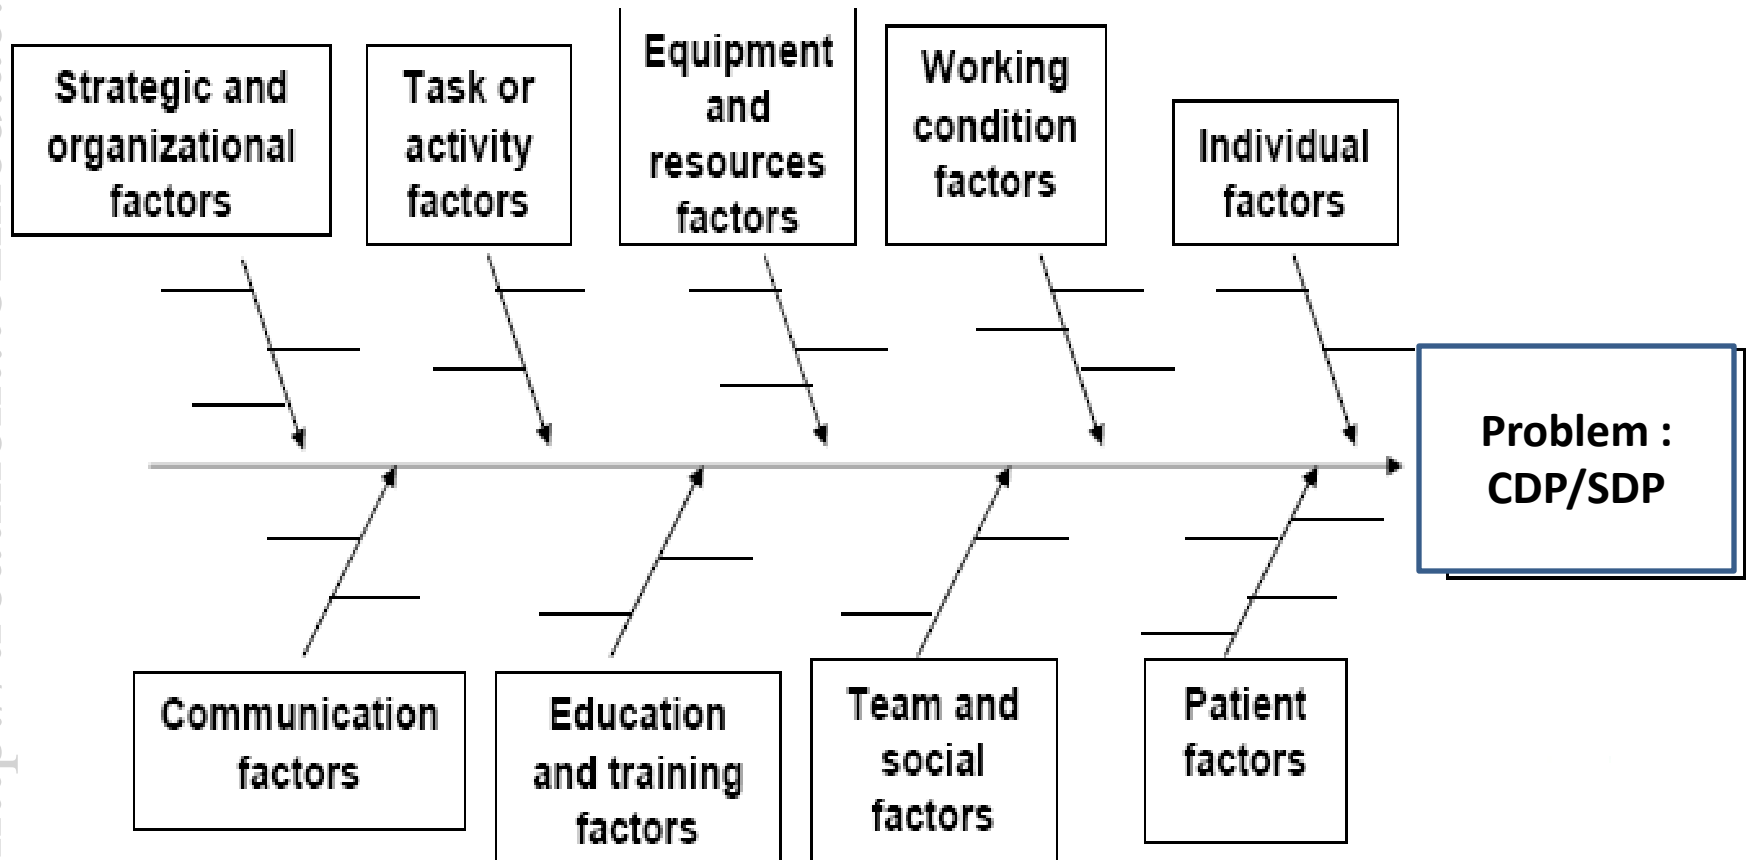 Strategic and
organizational
factors
Task or
activity
factors
Equipment
and
resources
factors
Working
condition
factors
Individual
factors
Problem :
CDP/SDP
Communication
factors
Education
and training
factors
Team and
social
factors
Patient
factors